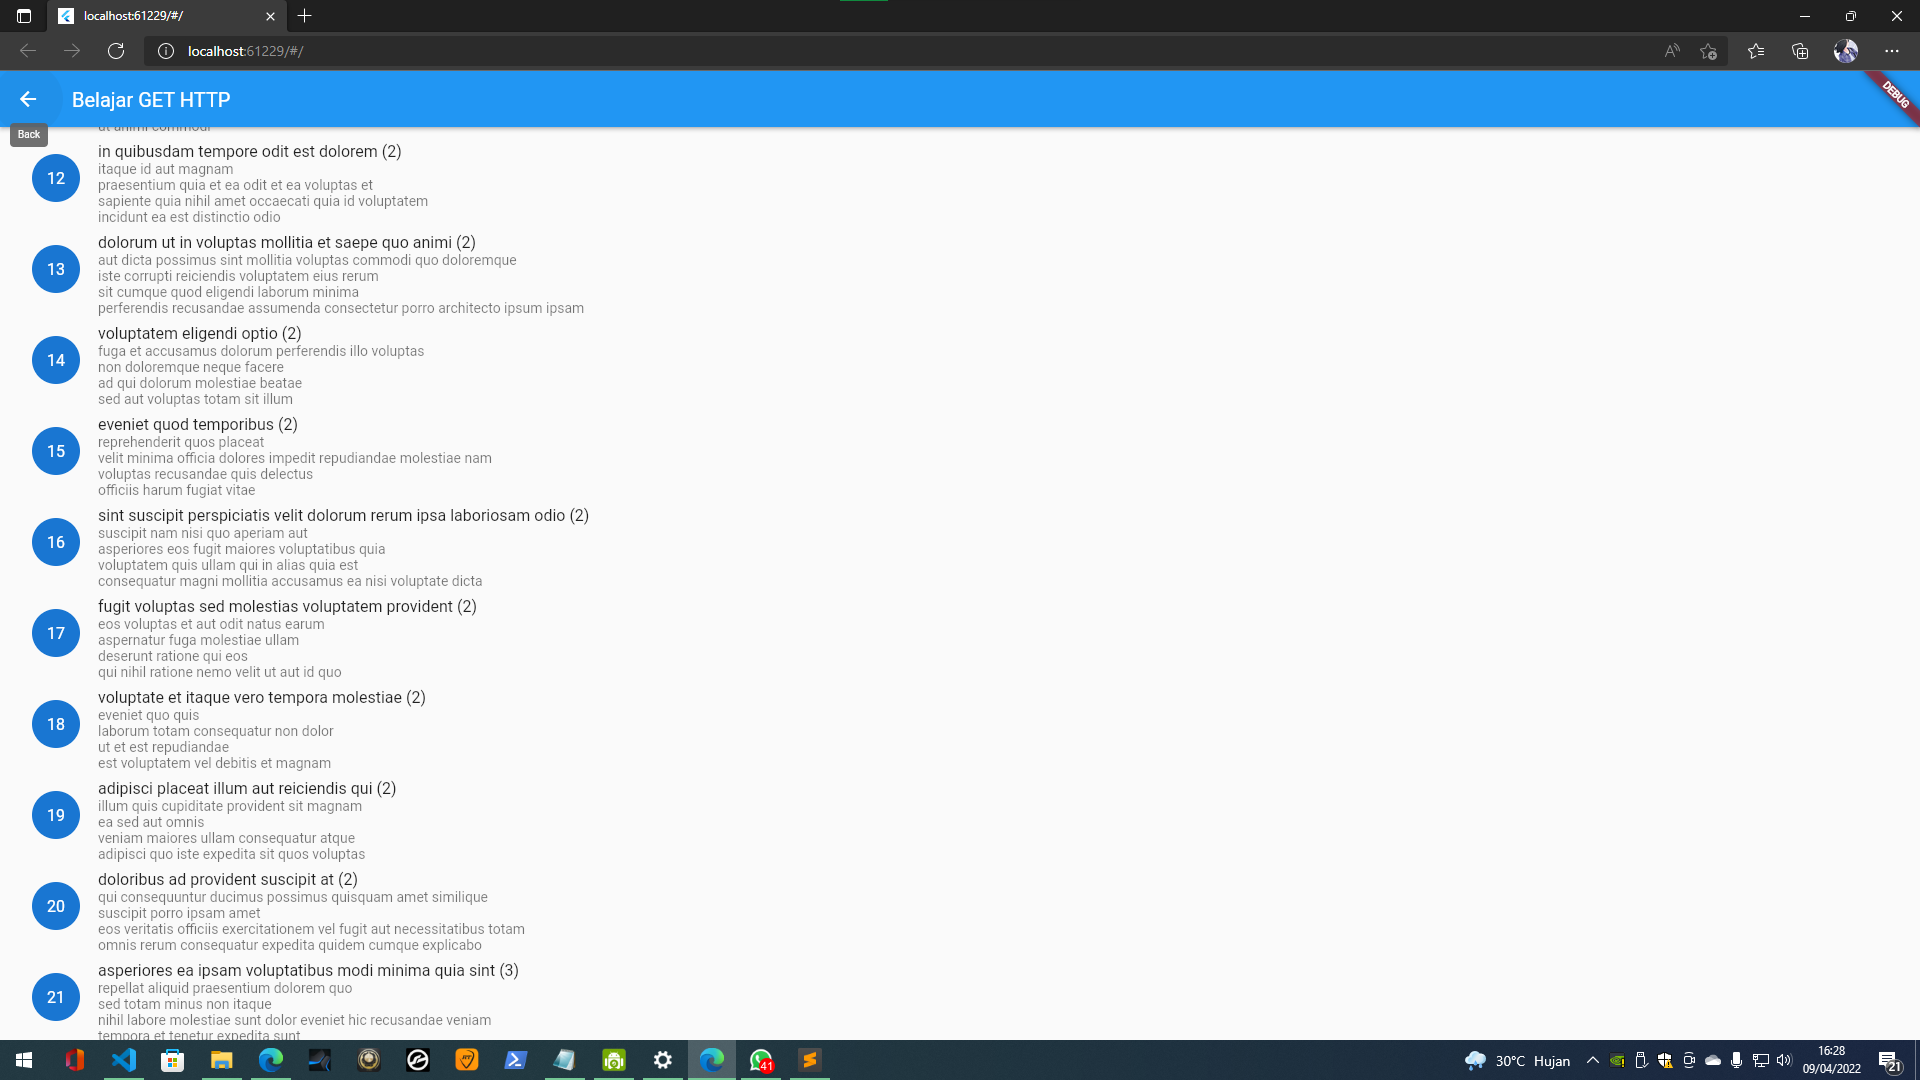 localhost:61229/#/
localhost:61229/#/
Belajar GET HTTP
DEBUG
Back
ut animi commodi
12
in quibusdam tempore odit est dolorem (2)
itaque id aut magnam
praesentium quia et ea odit et ea voluptas et
sapiente quia nihil amet occaecati quia id voluptatem
incidunt ea est distinctio odio
13
dolorum ut in voluptas mollitia et saepe quo animi (2)
aut dicta possimus sint mollitia voluptas commodi quo doloremque
iste corrupti reiciendis voluptatem eius rerum
sit cumque quod eligendi laborum minima
perferendis recusandae assumenda consectetur porro architecto ipsum ipsam
14
voluptatem eligendi optio (2)
fuga et accusamus dolorum perferendis illo voluptas
non doloremque neque facere
ad qui dolorum molestiae beatae
sed aut voluptas totam sit illum
15
eveniet quod temporibus (2)
reprehenderit quos placeat
velit minima officia dolores impedit repudiandae molestiae nam
voluptas recusandae quis delectus
officiis harum fugiat vitae
16
sint suscipit perspiciatis velit dolorum rerum ipsa laboriosam odio (2)
suscipit nam nisi quo aperiam aut
asperiores eos fugit maiores voluptatibus quia
voluptatem quis ullam qui in alias quia est
consequatur magni mollitia accusamus ea nisi voluptate dicta
17
fugit voluptas sed molestias voluptatem provident (2)
eos voluptas et aut odit natus earum
aspernatur fuga molestiae ullam
deserunt ratione qui eos
qui nihil ratione nemo velit ut aut id quo
18
voluptate et itaque vero tempora molestiae (2)
eveniet quo quis
laborum totam consequatur non dolor
ut et est repudiandae
est voluptatem vel debitis et magnam
19
adipisci placeat illum aut reiciendis qui (2)
illum quis cupiditate provident sit magnam
ea sed aut omnis
veniam maiores ullam consequatur atque
adipisci quo iste expedita sit quos voluptas
20
doloribus ad provident suscipit at (2)
qui consequuntur ducimus possimus quisquam amet similique
suscipit porro ipsam amet
eos veritatis officiis exercitationem vel fugit aut necessitatibus totam
omnis rerum consequatur expedita quidem cumque explicabo
21
asperiores ea ipsam voluptatibus modi minima quia sint (3)
repellat aliquid praesentium dolorem quo
sed totam minus non itaque
nihil labore molestiae sunt dolor eveniet hic recusandae veniam
tempora et tenetur expedita sunt
41
30°C Hujan
16:28
09/04/2022
21